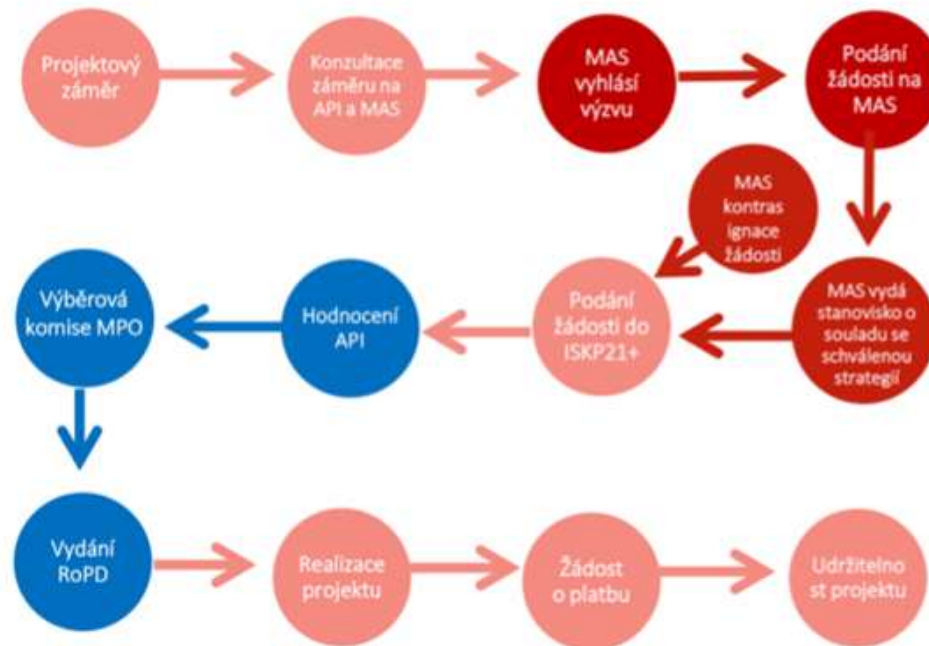 Projektový
záměr
Konzultace
záměru na
API a MAS
MAS
vyhlásí
výzvu
Podání
žádosti na
MAS
MAS
kontras
ignace
žádosti
MAS vydá
stanovisko o
souladu se
schválenou
strategií
Podání
žádosti do
ISKP21+
Hodnocení
API
Výběrová
komise MPO
Vydání
RoPD
Realizace
projektu
Žádost
o platbu
Udržitelno
st projektu